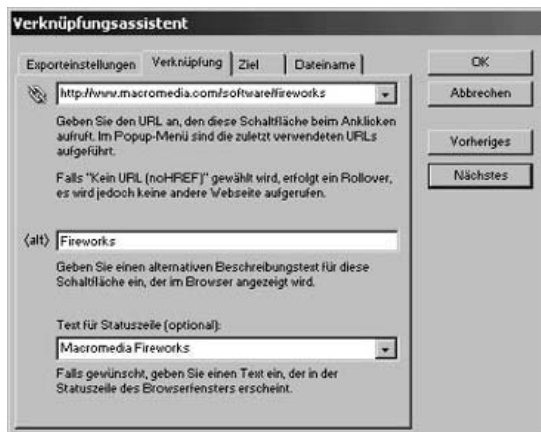 Verknüpfungsassistent
Exporteinstellungen Verknüpfung Ziel Dateiname
OK
Abbrechen
Vorheriges
Nächstes
http://www.macromedia.com/software/fireworks
Geben Sie den URL an, den diese Schaltfläche beim Anklicken
aufruft. Im Popup-Menü sind die zuletzt verwendeten URLs
aufgeführt.
Falls "Kein URL (noHREF)" gewählt wird, erfolgt ein Rollover,
es wird jedoch keine andere Webseite aufgerufen.
<alt> Fireworks
Geben Sie einen alternativen Beschreibungstext für diese
Schaltfläche ein, der im Browser angezeigt wird.
Text für Statuszeile (optional):
Macromedia Fireworks
Falls gewünscht, geben Sie einen Text ein, der in der
Statuszeile des Browserfensters erscheint.